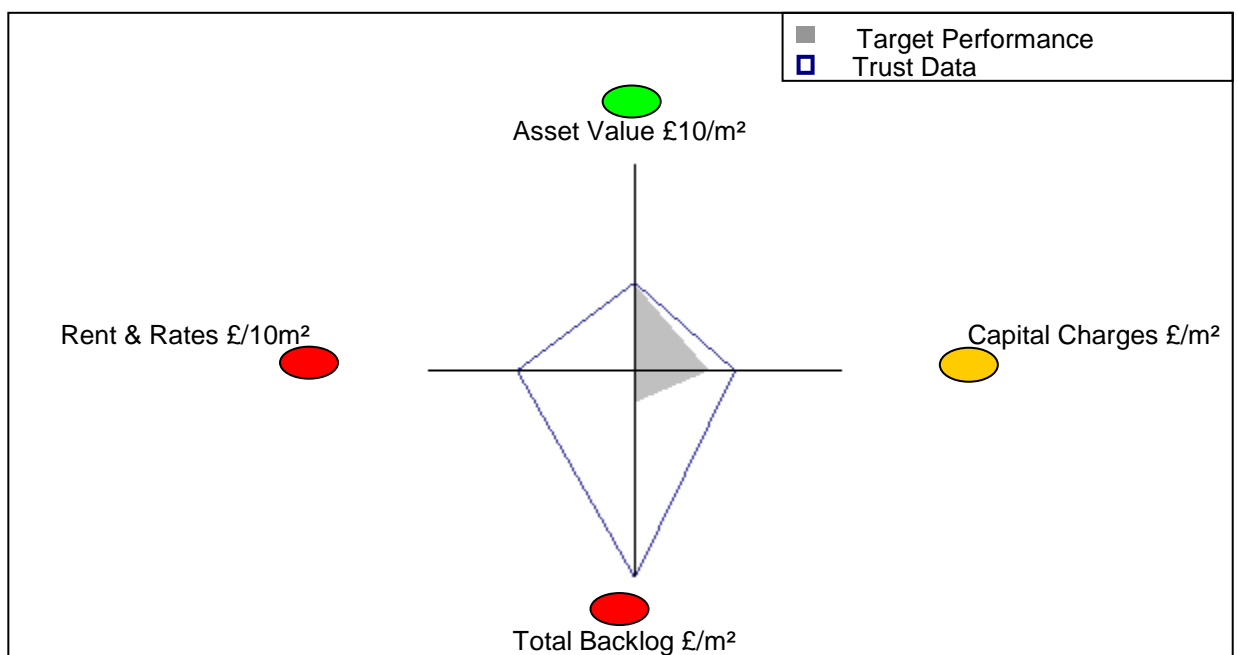 Target Performance
Trust Data
Asset Value £10/m²
Rent & Rates £/10m²
Capital Charges £/m²
Total Backlog £/m²